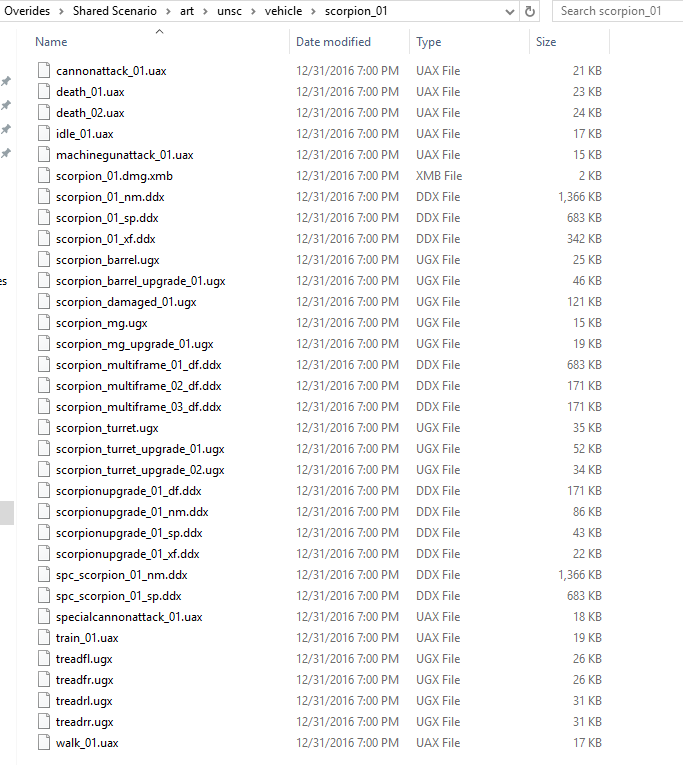 Overides > Shared Scenario > art > unsc > vehicle > scorpion_01 Search scorpion_01
Name Date modified Type Size
cannonattack_01.uax 12/31/2016 7:00 PM UAX File 21 KB
death_01.uax 12/31/2016 7:00 PM UAX File 23 KB
death_02.uax 12/31/2016 7:00 PM UAX File 24 KB
idle_01.uax 12/31/2016 7:00 PM UAX File 17 KB
machinegunattack_01.uax 12/31/2016 7:00 PM UAX File 15 KB
scorpion_01.dmg.xmb 12/31/2016 7:00 PM XMB File 2 KB
scorpion_01_nm.ddx 12/31/2016 7:00 PM DDX File 1,366 KB
scorpion_01_sp.ddx 12/31/2016 7:00 PM DDX File 683 KB
scorpion_01_xf.ddx 12/31/2016 7:00 PM DDX File 342 KB
scorpion_barrel.ugx 12/31/2016 7:00 PM UGX File 25 KB
es scorpion_barrel_upgrade_01.ugx 12/31/2016 7:00 PM UGX File 46 KB
scorpion_damaged_01.ugx 12/31/2016 7:00 PM UGX File 121 KB
scorpion_mg.ugx 12/31/2016 7:00 PM UGX File 15 KB
scorpion_mg_upgrade_01.ugx 12/31/2016 7:00 PM UGX File 19 KB
scorpion_multiframe_01_df.ddx 12/31/2016 7:00 PM DDX File 683 KB
scorpion_multiframe_02_df.ddx 12/31/2016 7:00 PM DDX File 171 KB
scorpion_multiframe_03_df.ddx 12/31/2016 7:00 PM DDX File 171 KB
scorpion_turret.ugx 12/31/2016 7:00 PM UGX File 35 KB
scorpion_turret_upgrade_01.ugx 12/31/2016 7:00 PM UGX File 52 KB
scorpion_turret_upgrade_02.ugx 12/31/2016 7:00 PM UGX File 34 KB
scorpionupgrade_01_df.ddx 12/31/2016 7:00 PM DDX File 171 KB
scorpionupgrade_01_nm.ddx 12/31/2016 7:00 PM DDX File 86 KB
scorpionupgrade_01_sp.ddx 12/31/2016 7:00 PM DDX File 43 KB
scorpionupgrade_01_xf.ddx 12/31/2016 7:00 PM DDX File 22 KB
spc_scorpion_01_nm.ddx 12/31/2016 7:00 PM DDX File 1,366 KB
spc_scorpion_01_sp.ddx 12/31/2016 7:00 PM DDX File 683 KB
specialcannonattack_01.uax 12/31/2016 7:00 PM UAX File 18 KB
train_01.uax 12/31/2016 7:00 PM UAX File 19 KB
treadfl.ugx 12/31/2016 7:00 PM UGX File 26 KB
treadfr.ugx 12/31/2016 7:00 PM UGX File 26 KB
treadrl.ugx 12/31/2016 7:00 PM UGX File 31 KB
treadrr.ugx 12/31/2016 7:00 PM UGX File 31 KB
walk_01.uax 12/31/2016 7:00 PM UAX File 17 KB